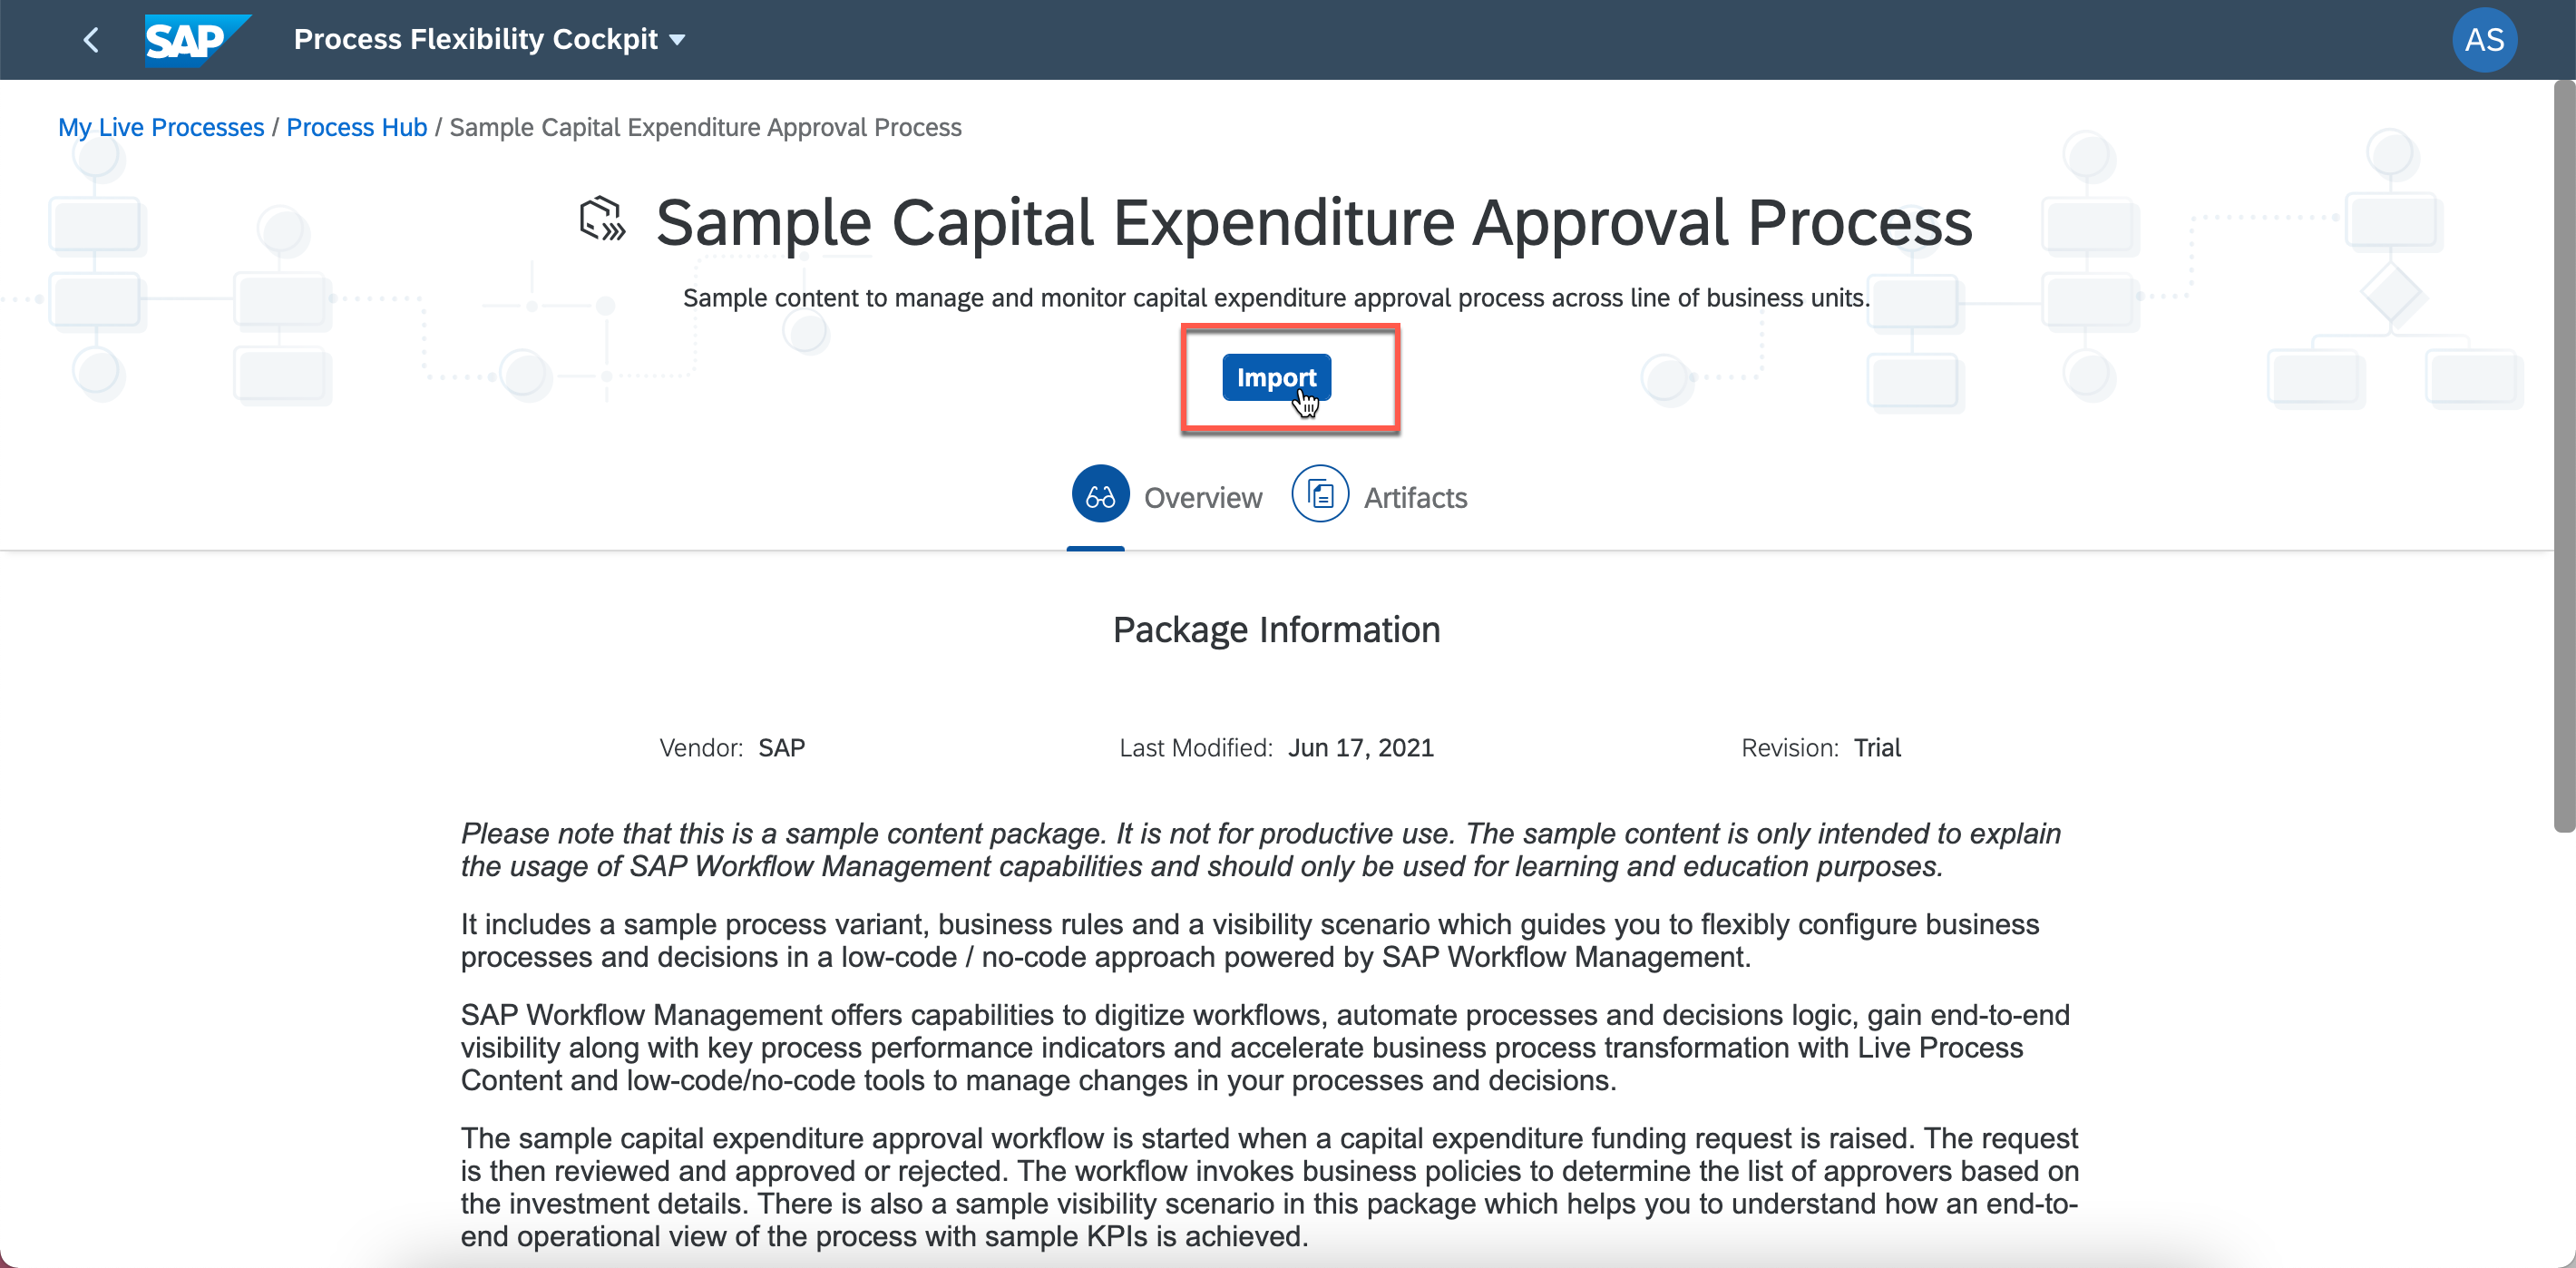 SAP Process Flexibility Cockpit AS
My Live Processes / Process Hub / Sample Capital Expenditure Approval Process
Sample Capital Expenditure Approval Process
Sample content to manage and monitor capital expenditure approval process across line of business units.
Import
Overview Artifacts
Package Information
Vendor: SAP Last Modified: Jun 17, 2021 Revision: Trial
Please note that this is a sample content package. It is not for productive use. The sample content is only intended to explain
the usage of SAP Workflow Management capabilities and should only be used for learning and education purposes.
It includes a sample process variant, business rules and a visibility scenario which guides you to flexibly configure business
processes and decisions in a low-code / no-code approach powered by SAP Workflow Management.
SAP Workflow Management offers capabilities to digitize workflows, automate processes and decisions logic, gain end-to-end
visibility along with key process performance indicators and accelerate business process transformation with Live Process
Content and low-code/no-code tools to manage changes in your processes and decisions.
The sample capital expenditure approval workflow is started when a capital expenditure funding request is raised. The request
is then reviewed and approved or rejected. The workflow invokes business policies to determine the list of approvers based on
the investment details. There is also a sample visibility scenario in this package which helps you to understand how an end-to-
end operational view of the process with sample KPIs is achieved.